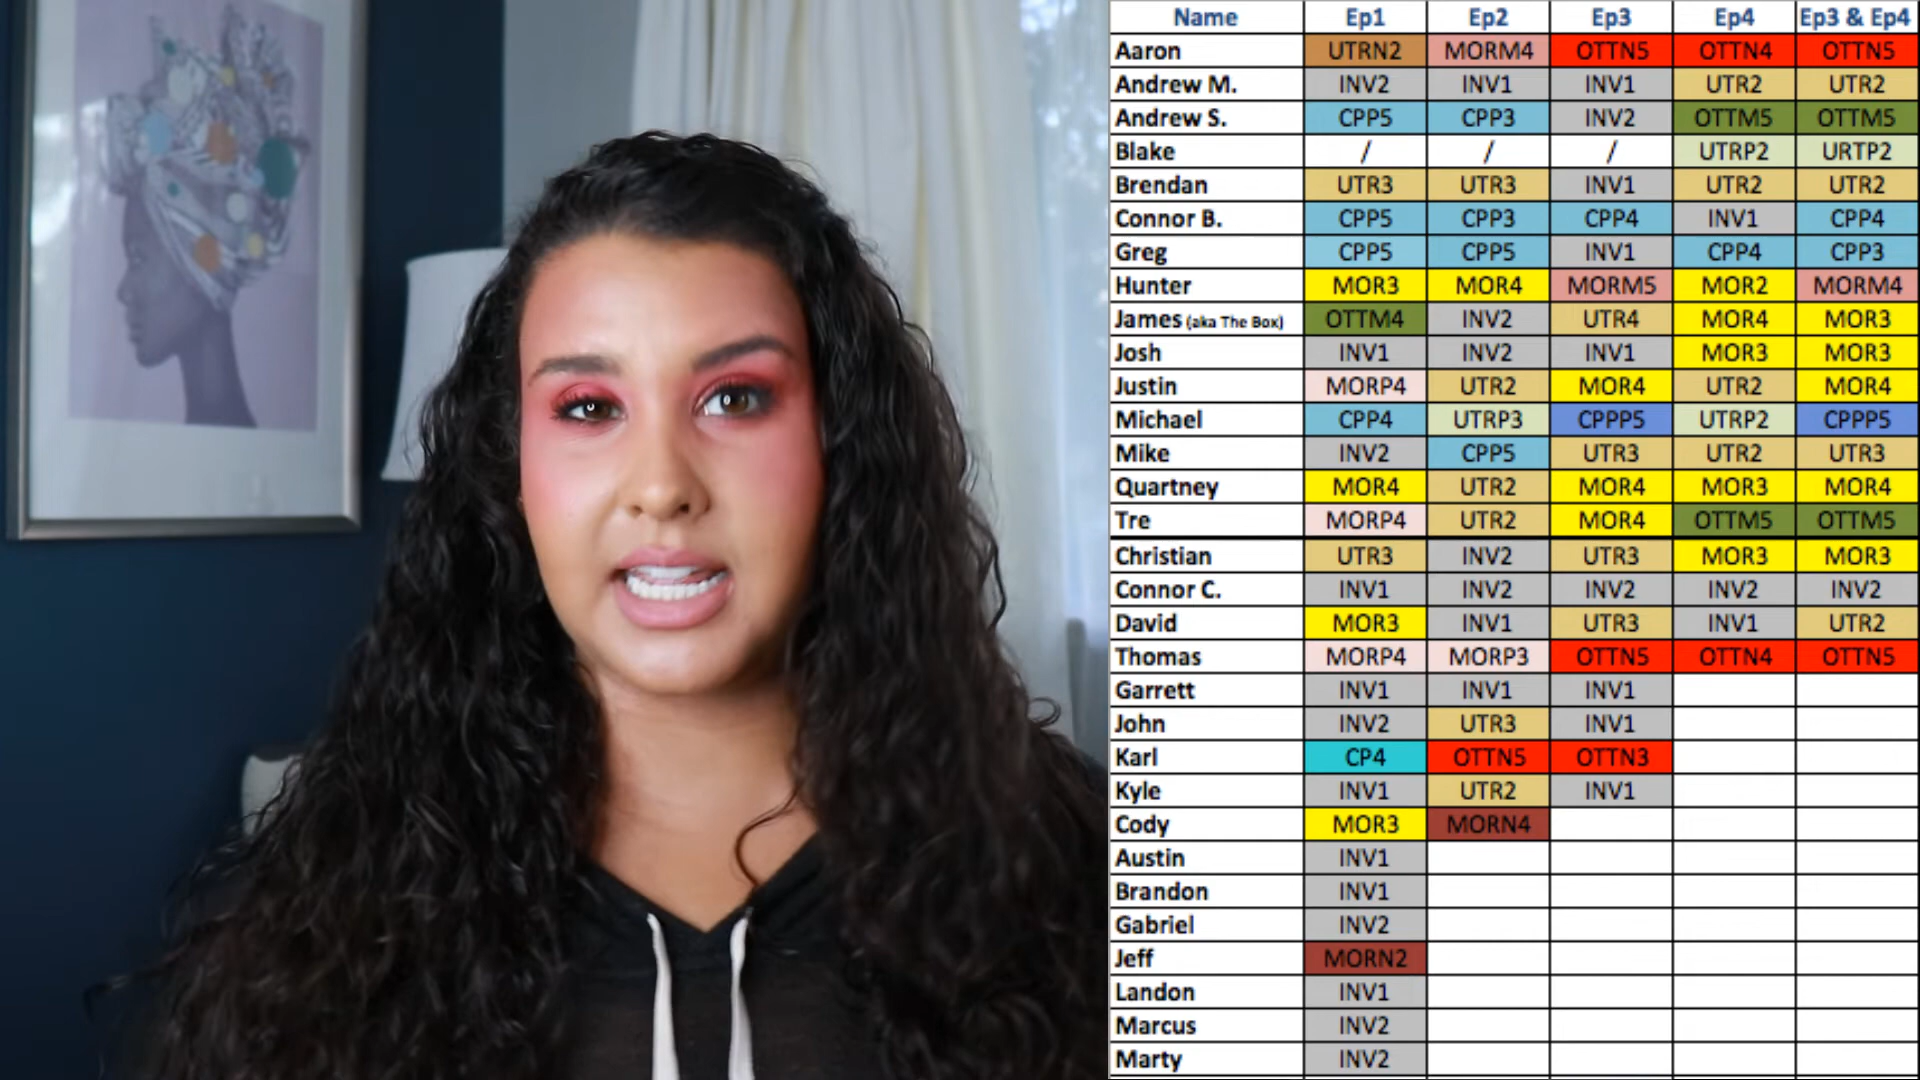 Name Ep1 Ep2 Ep3 Ep4 Ep3 & Ep4
Aaron UTRN2 MORM4 OTTN5 OTTN4 OTTN5
Andrew M. INV2 INV1 INV1 UTR2 UTR2
Andrew S. CPP5 CPP3 INV2 OTTM5 OTTM5
Blake / / / UTRP2 URTP2
Brendan UTR3 UTR3 INV1 UTR2 UTR2
Connor B. CPP5 CPP3 CPP4 INV1 CPP4
Greg CPP5 CPP5 INV1 CPP4 CPP3
Hunter MOR3 MOR4 MORM5 MOR2 MORM4
James (aka The Box) OTTM4 INV2 UTR4 MOR4 MOR3
Josh INV1 INV2 INV1 MOR3 MOR3
Justin MORP4 UTR2 MOR4 UTR2 MOR4
Michael CPP4 UTRP3 CPPP5 UTRP2 CPPP5
Mike INV2 CPP5 UTR3 UTR2 UTR3
Quartney MOR4 UTR2 MOR4 MOR3 MOR4
Tre MORP4 UTR2 MOR4 OTTM5 OTTM5
Christian UTR3 INV2 UTR3 MOR3 MOR3
Connor C. INV1 INV2 INV2 INV2 INV2
David MOR3 INV1 UTR3 INV1 UTR2
Thomas MORP4 MORP3 OTTN5 OTTN4 OTTN5
Garrett INV1 INV1 INV1
John INV2 UTR3 INV1
Karl CP4 OTTN5 OTTN3
Kyle INV1 UTR2 INV1
Cody MOR3 MORN4
Austin INV1
Brandon INV1
Gabriel INV2
Jeff MORN2
Landon INV1
Marcus INV2
Marty INV2